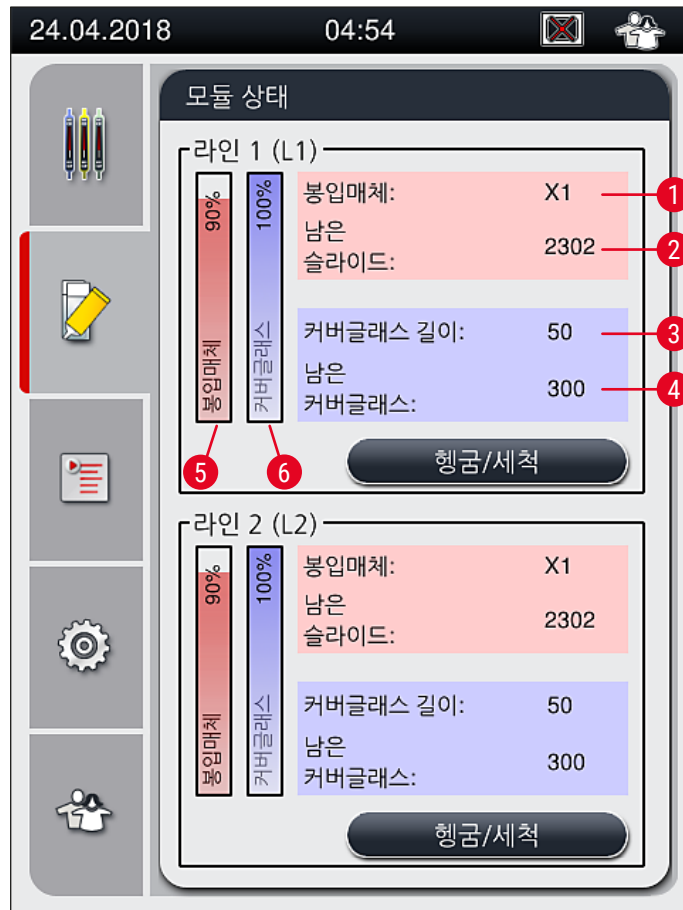 24.04.2018 04:54
모듈 상태
라인 1 (L1)
90%
봉입매체
100%
커버글래스
봉입매체: X1
남은
슬라이드: 2302
커버글래스 길이: 50
남은
커버글래스: 300
1
2
3
4
5
6
헹굼/세척
라인 2 (L2)
90%
봉입매체
100%
커버글래스
봉입매체: X1
남은
슬라이드: 2302
커버글래스 길이: 50
남은
커버글래스: 300
헹굼/세척